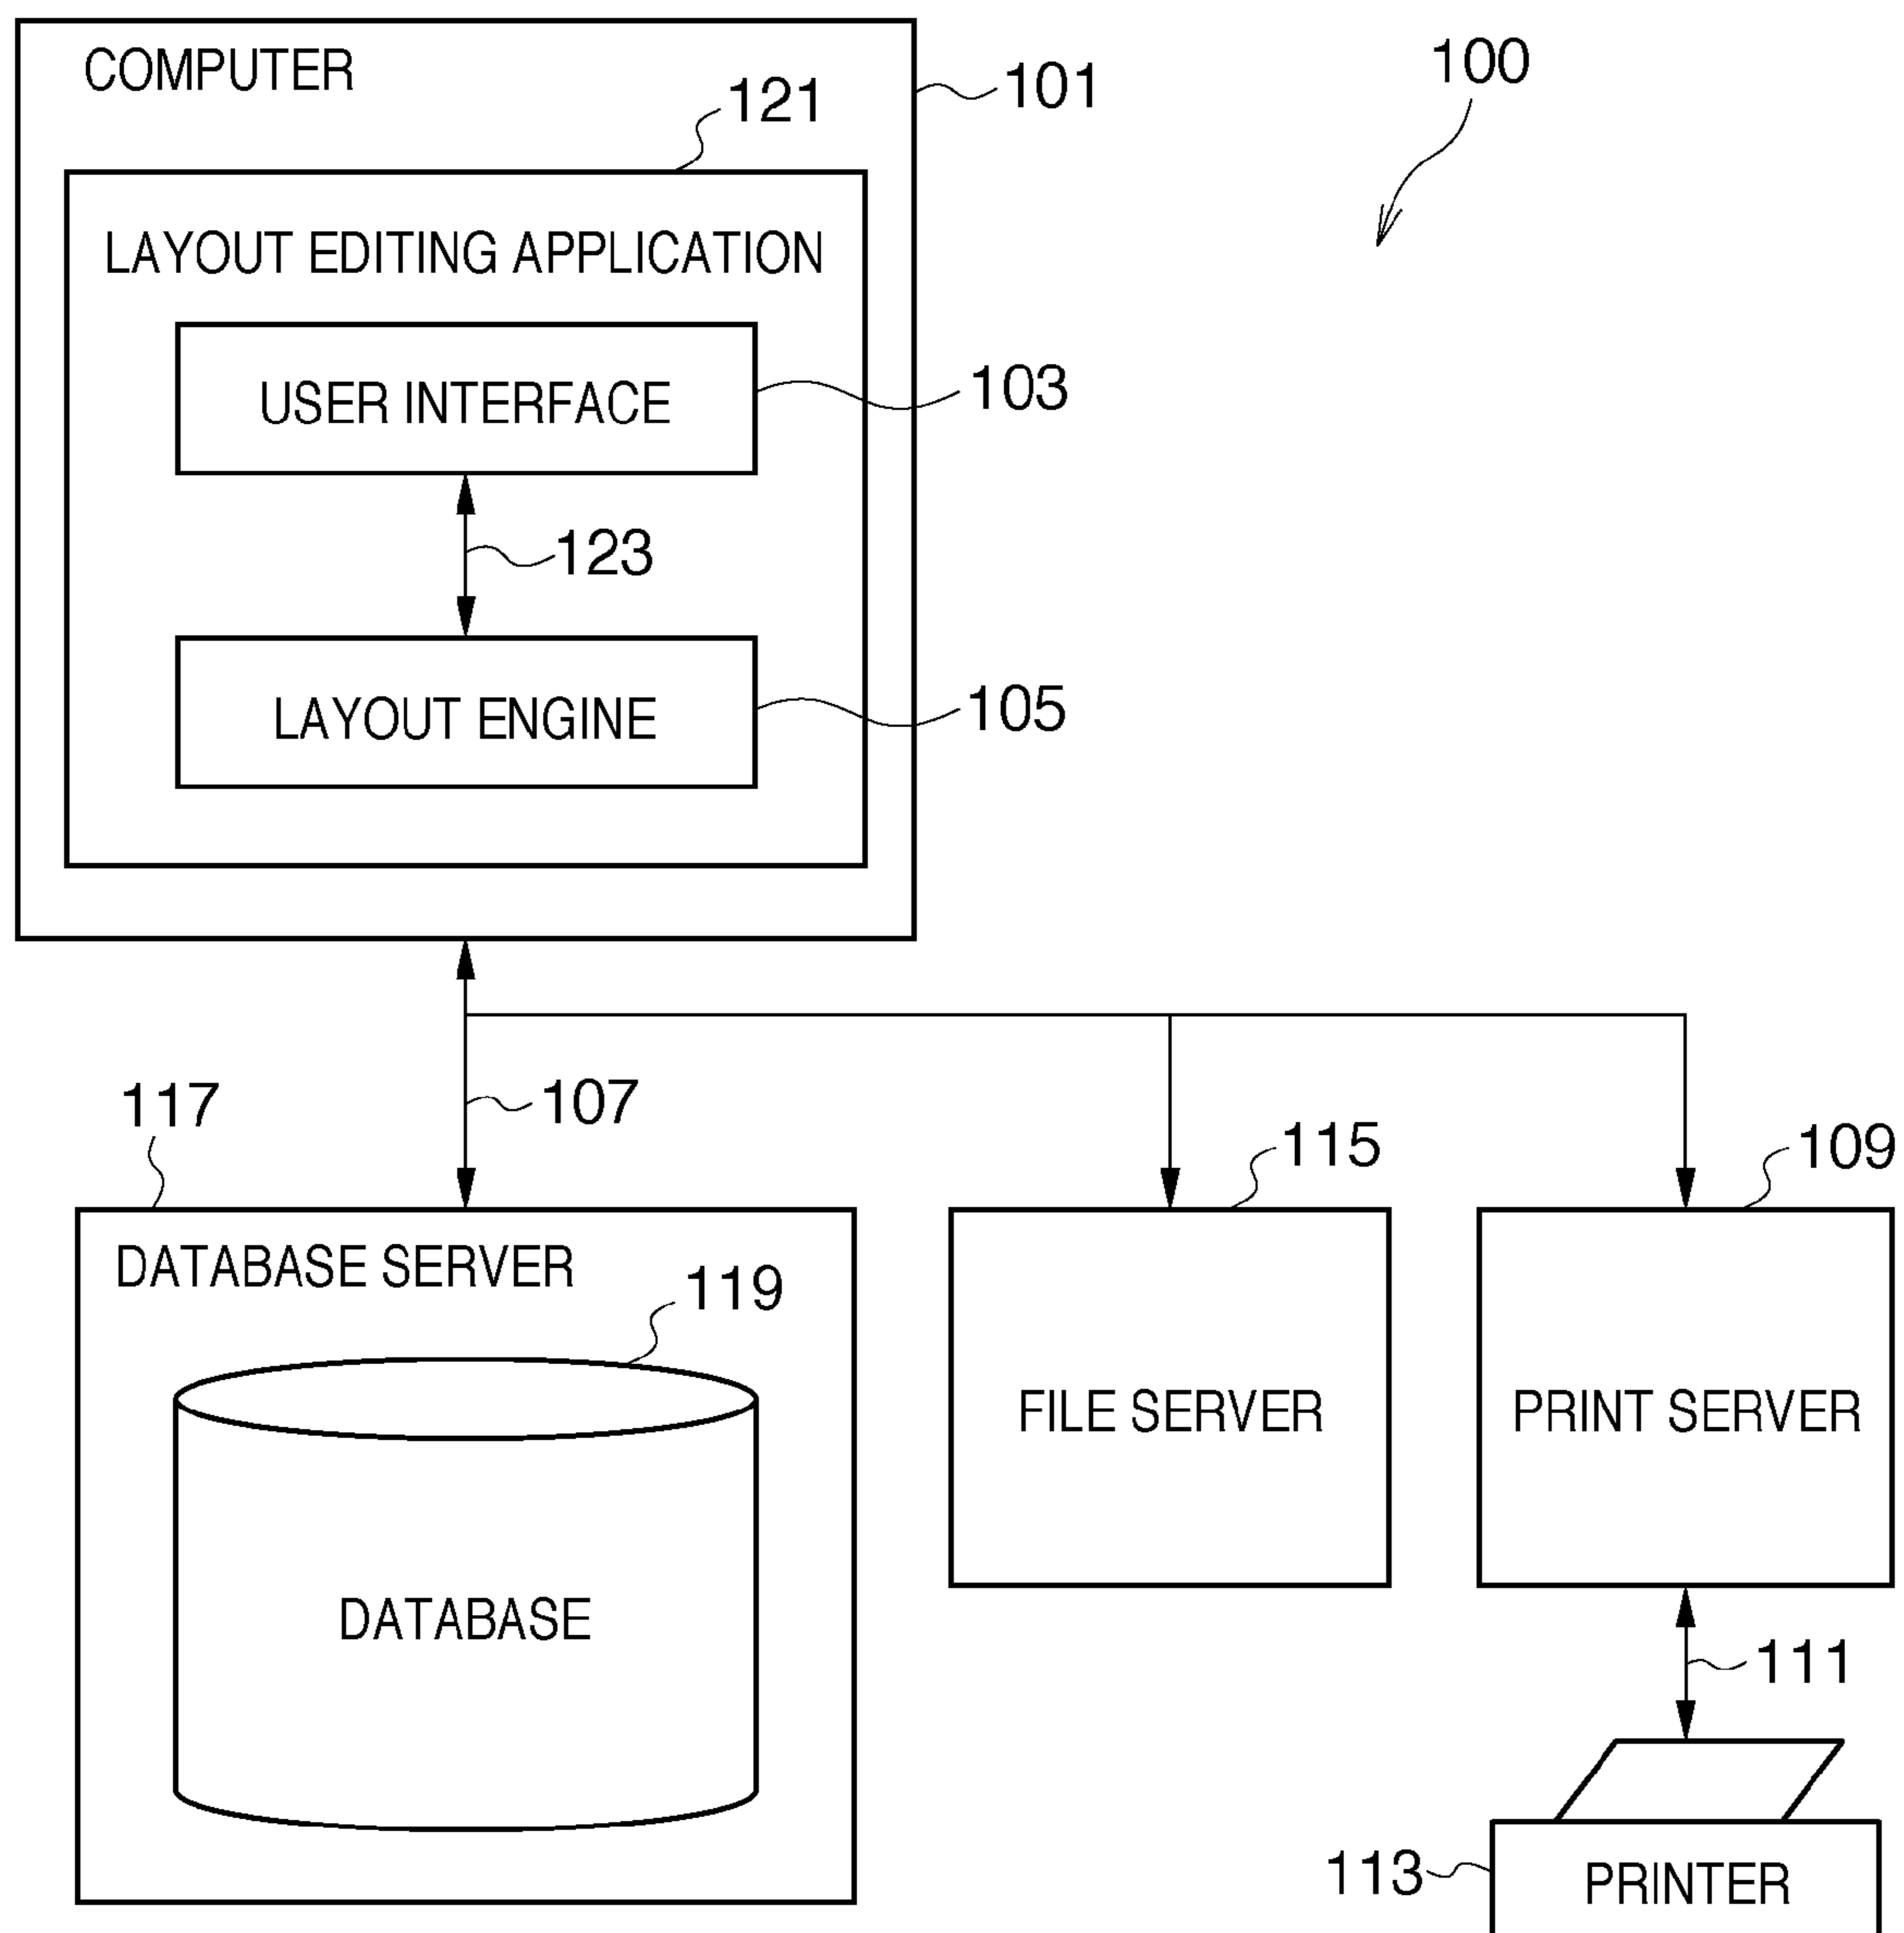 COMPUTER
100
101
121
LAYOUT EDITING APPLICATION
USER INTERFACE
103
123
LAYOUT ENGINE
105
107
117
115
109
DATABASE SERVER
119
FILE SERVER
PRINT SERVER
DATABASE
111
113
PRINTER